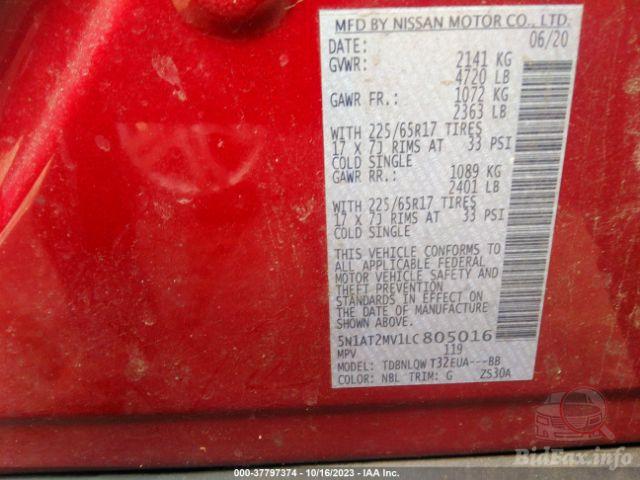 MFD BY NISSAN MOTOR CO., LTD.
DATE: 06/20
GVWR: 2141 KG
4720 LB
GAWR FR.: 1072 KG
2363 LB
WITH 225/65R17 TIRES
17 X 7J RIMS AT 33 PSI
COLD SINGLE
GAWR RR.: 1089 KG
2401 LB
WITH 225/65R17 TIRES
17 X 7J RIMS AT 33 PSI
COLD SINGLE
THIS VEHICLE CONFORMS TO
ALL APPLICABLE FEDERAL
MOTOR VEHICLE SAFETY AND
THEFT PREVENTION
STANDARDS IN EFFECT ON
THE DATE OF MANUFACTURE
SHOWN ABOVE.
5N1AT2MV1LC805016
MPV 119
MODEL: TDBNLQW T32EUA---BB
COLOR: NBL TRIM: G ZS30A
BidFax.info
000-37797374 - 10/16/2023 - IAA Inc.